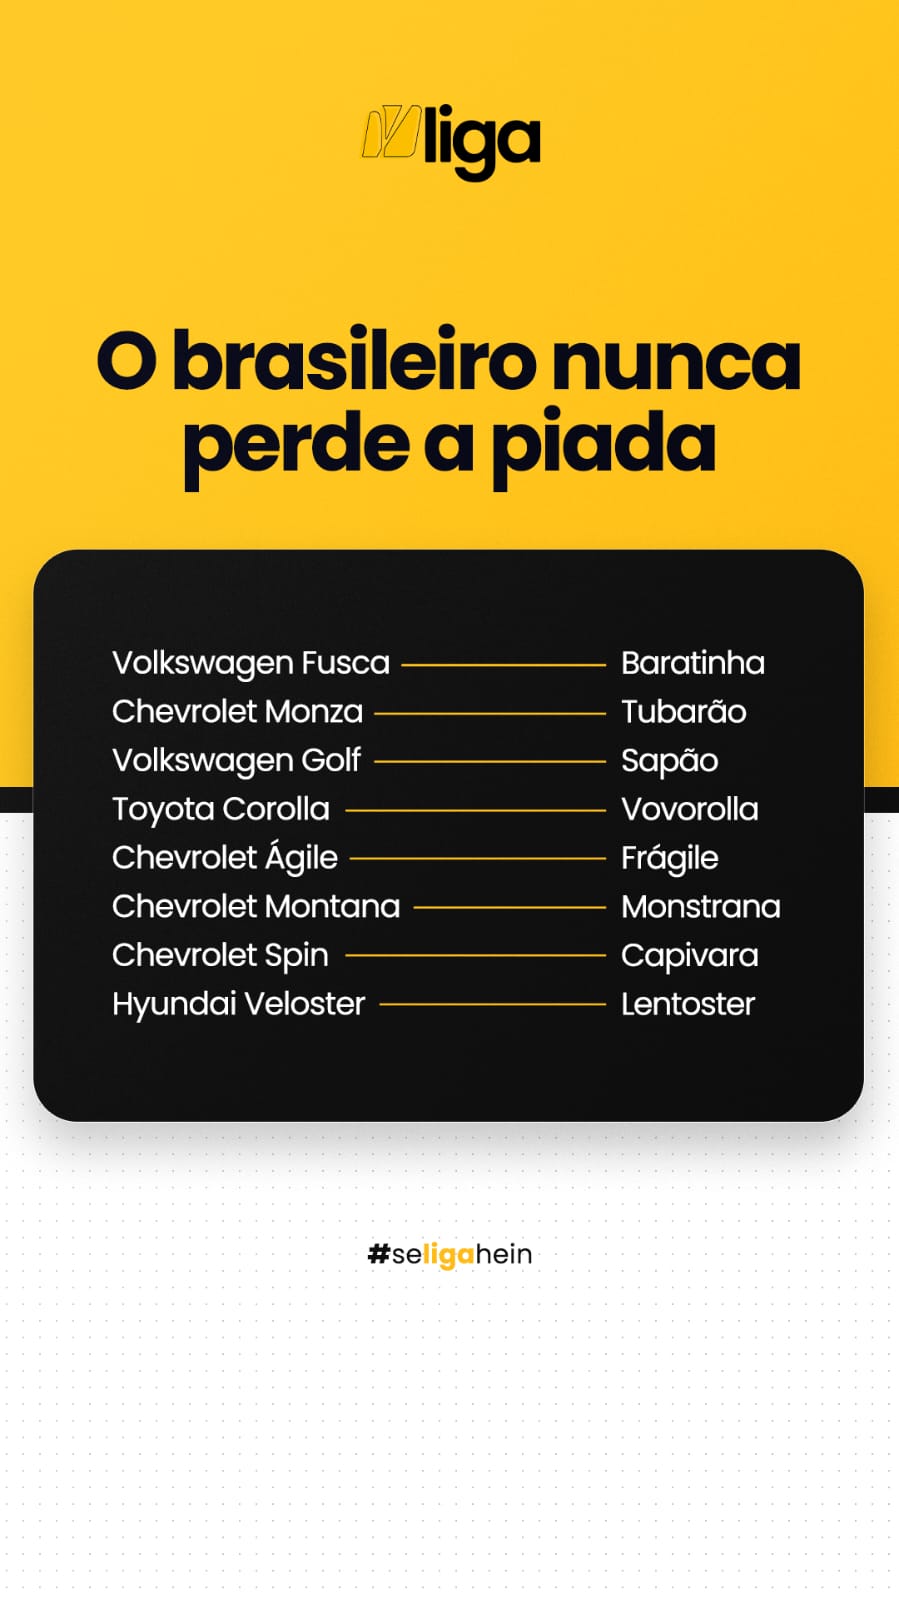 liga
O brasileiro nunca
perde a piada
Volkswagen Fusca Baratinha
Chevrolet Monza Tubarão
Volkswagen Golf Sapão
Toyota Corolla Vovorolla
Chevrolet Ágile Frágile
Chevrolet Montana Monstrana
Chevrolet Spin Capivara
Hyundai Veloster Lentoster
#seligahein